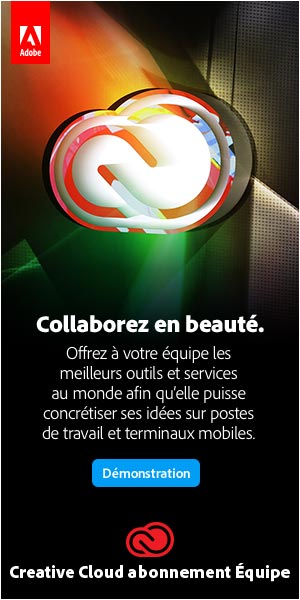 Adobe
Collaborez en beauté.
Offrez à votre équipe les
meilleurs outils et services
au monde afin qu'elle puisse
concrétiser ses idées sur postes
de travail et terminaux mobiles.
Démonstration
Creative Cloud abonnement Équipe